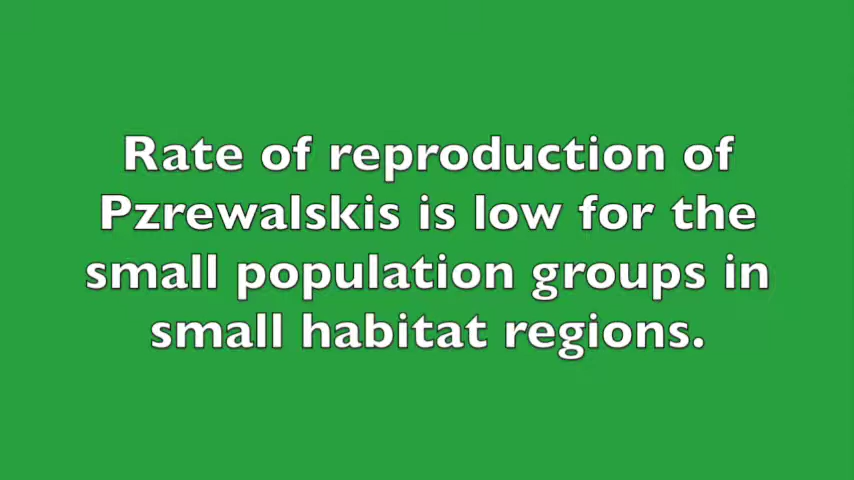 Rate of reproduction of
Pzrewalskis is low for the
small population groups in
small habitat regions.